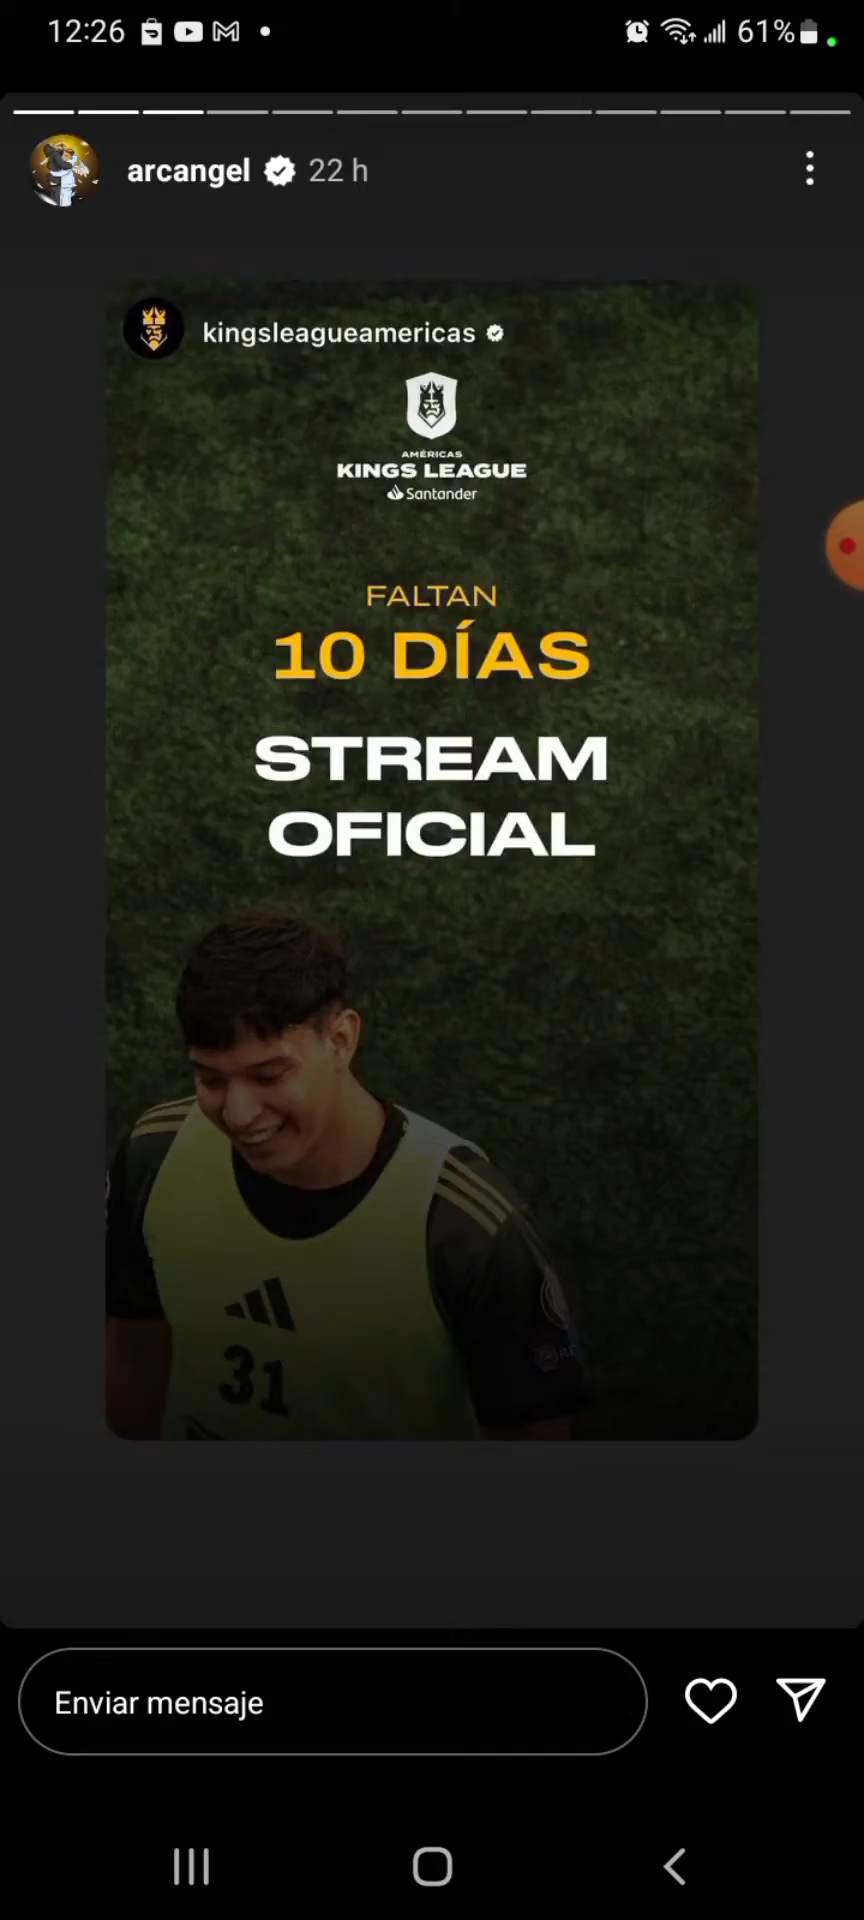 12:26
61%
arcangel 22 h
kingsleagueamericas
AMÉRICAS
KINGS LEAGUE
Santander
FALTAN
10 DÍAS
STREAM
OFICIAL
31
Enviar mensaje